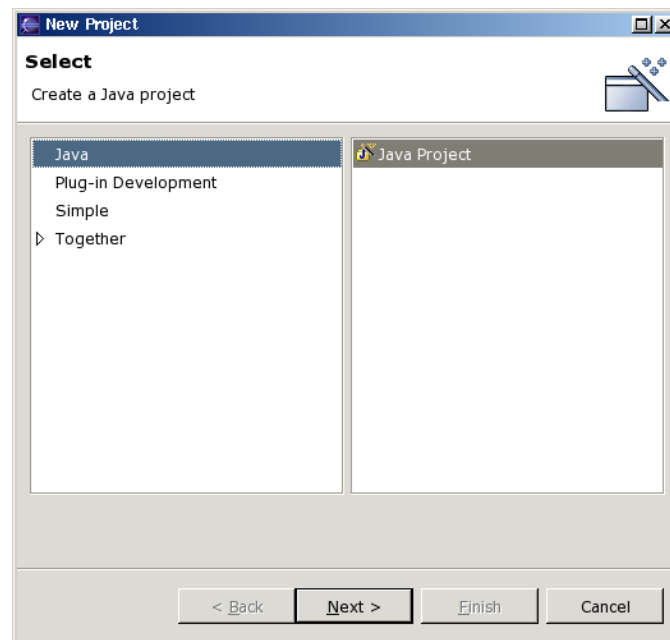 New Project
Select
Create a Java project
Java
Plug-in Development
Simple
Together
Java Project
< Back
Next >
Finish
Cancel